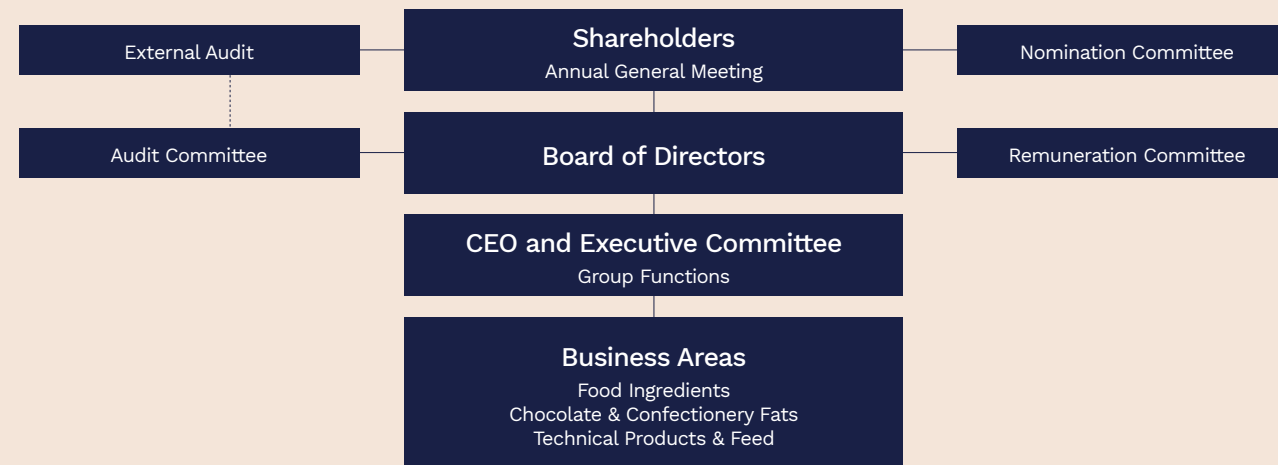 External Audit
Shareholders
Annual General Meeting
Nomination Committee
Audit Committee
Board of Directors
Remuneration Committee
CEO and Executive Committee
Group Functions
Business Areas
Food Ingredients
Chocolate & Confectionery Fats
Technical Products & Feed